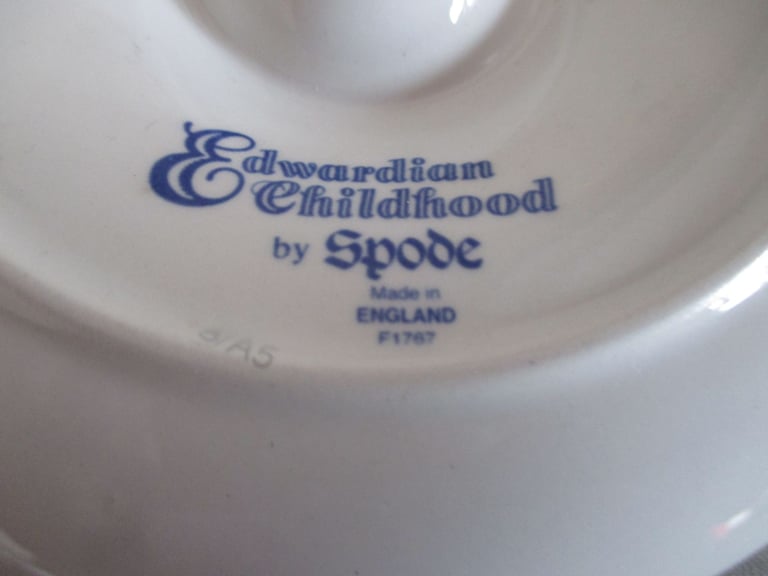 Edwardian
Childhood
by Spode
Made in
ENGLAND
F1767